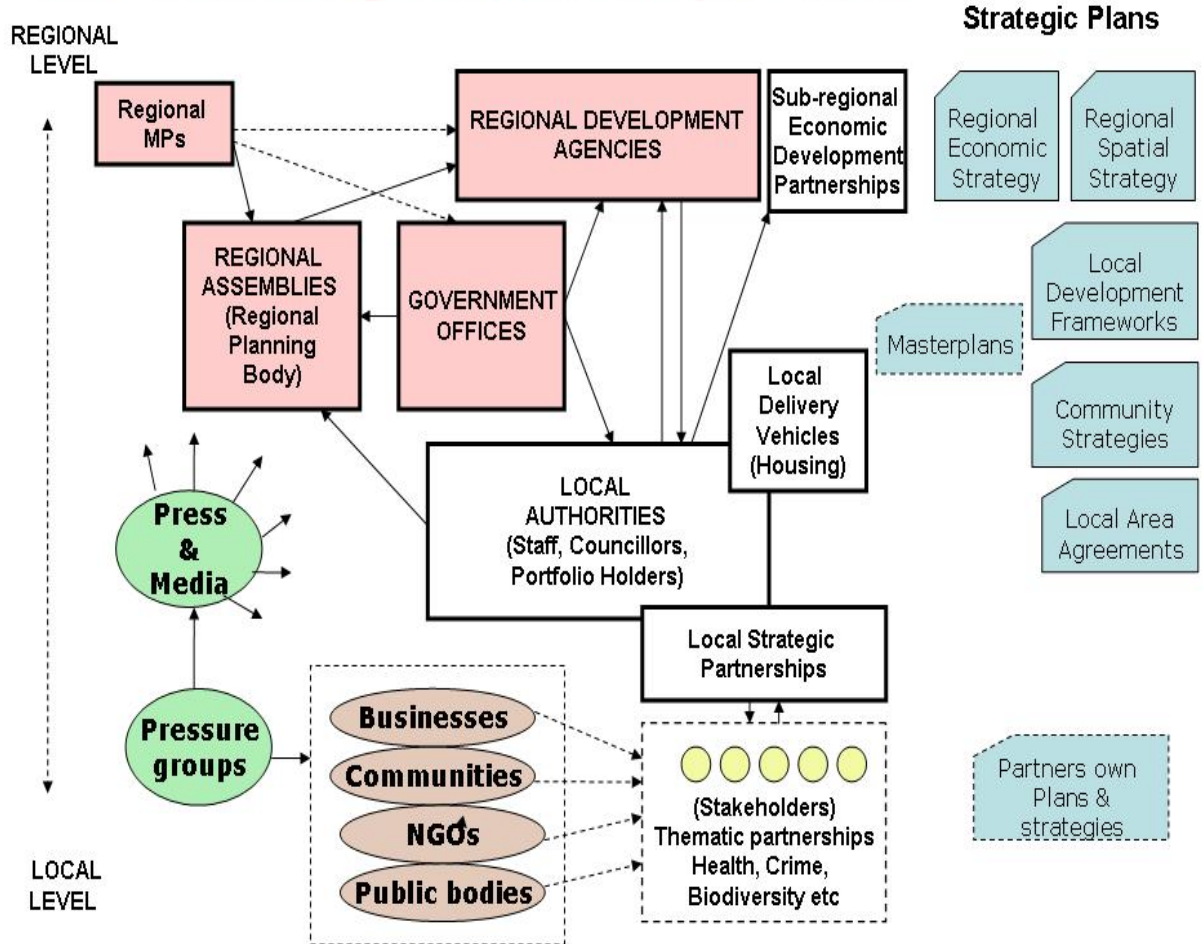 Strategic Plans
REGIONAL
LEVEL
Regional
MPs
REGIONAL DEVELOPMENT
AGENCIES
Sub-regional
Economic
Development
Partnerships
Regional
Economic
Strategy
Regional
Spatial
Strategy
REGIONAL
ASSEMBLIES
(Regional
Planning
Body)
GOVERNMENT
OFFICES
Local
Development
Frameworks
Masterplans
Local
Delivery
Vehicles
(Housing)
Community
Strategies
LOCAL
AUTHORITIES
(Staff, Councillors,
Portfolio Holders)
Local Area
Agreements
Press
&
Media
Local Strategic
Partnerships
Pressure
groups
Businesses
Communities
NGOs
Public bodies
(Stakeholders)
Thematic partnerships
Health, Crime,
Biodiversity etc
Partners own
Plans &
strategies
LOCAL
LEVEL